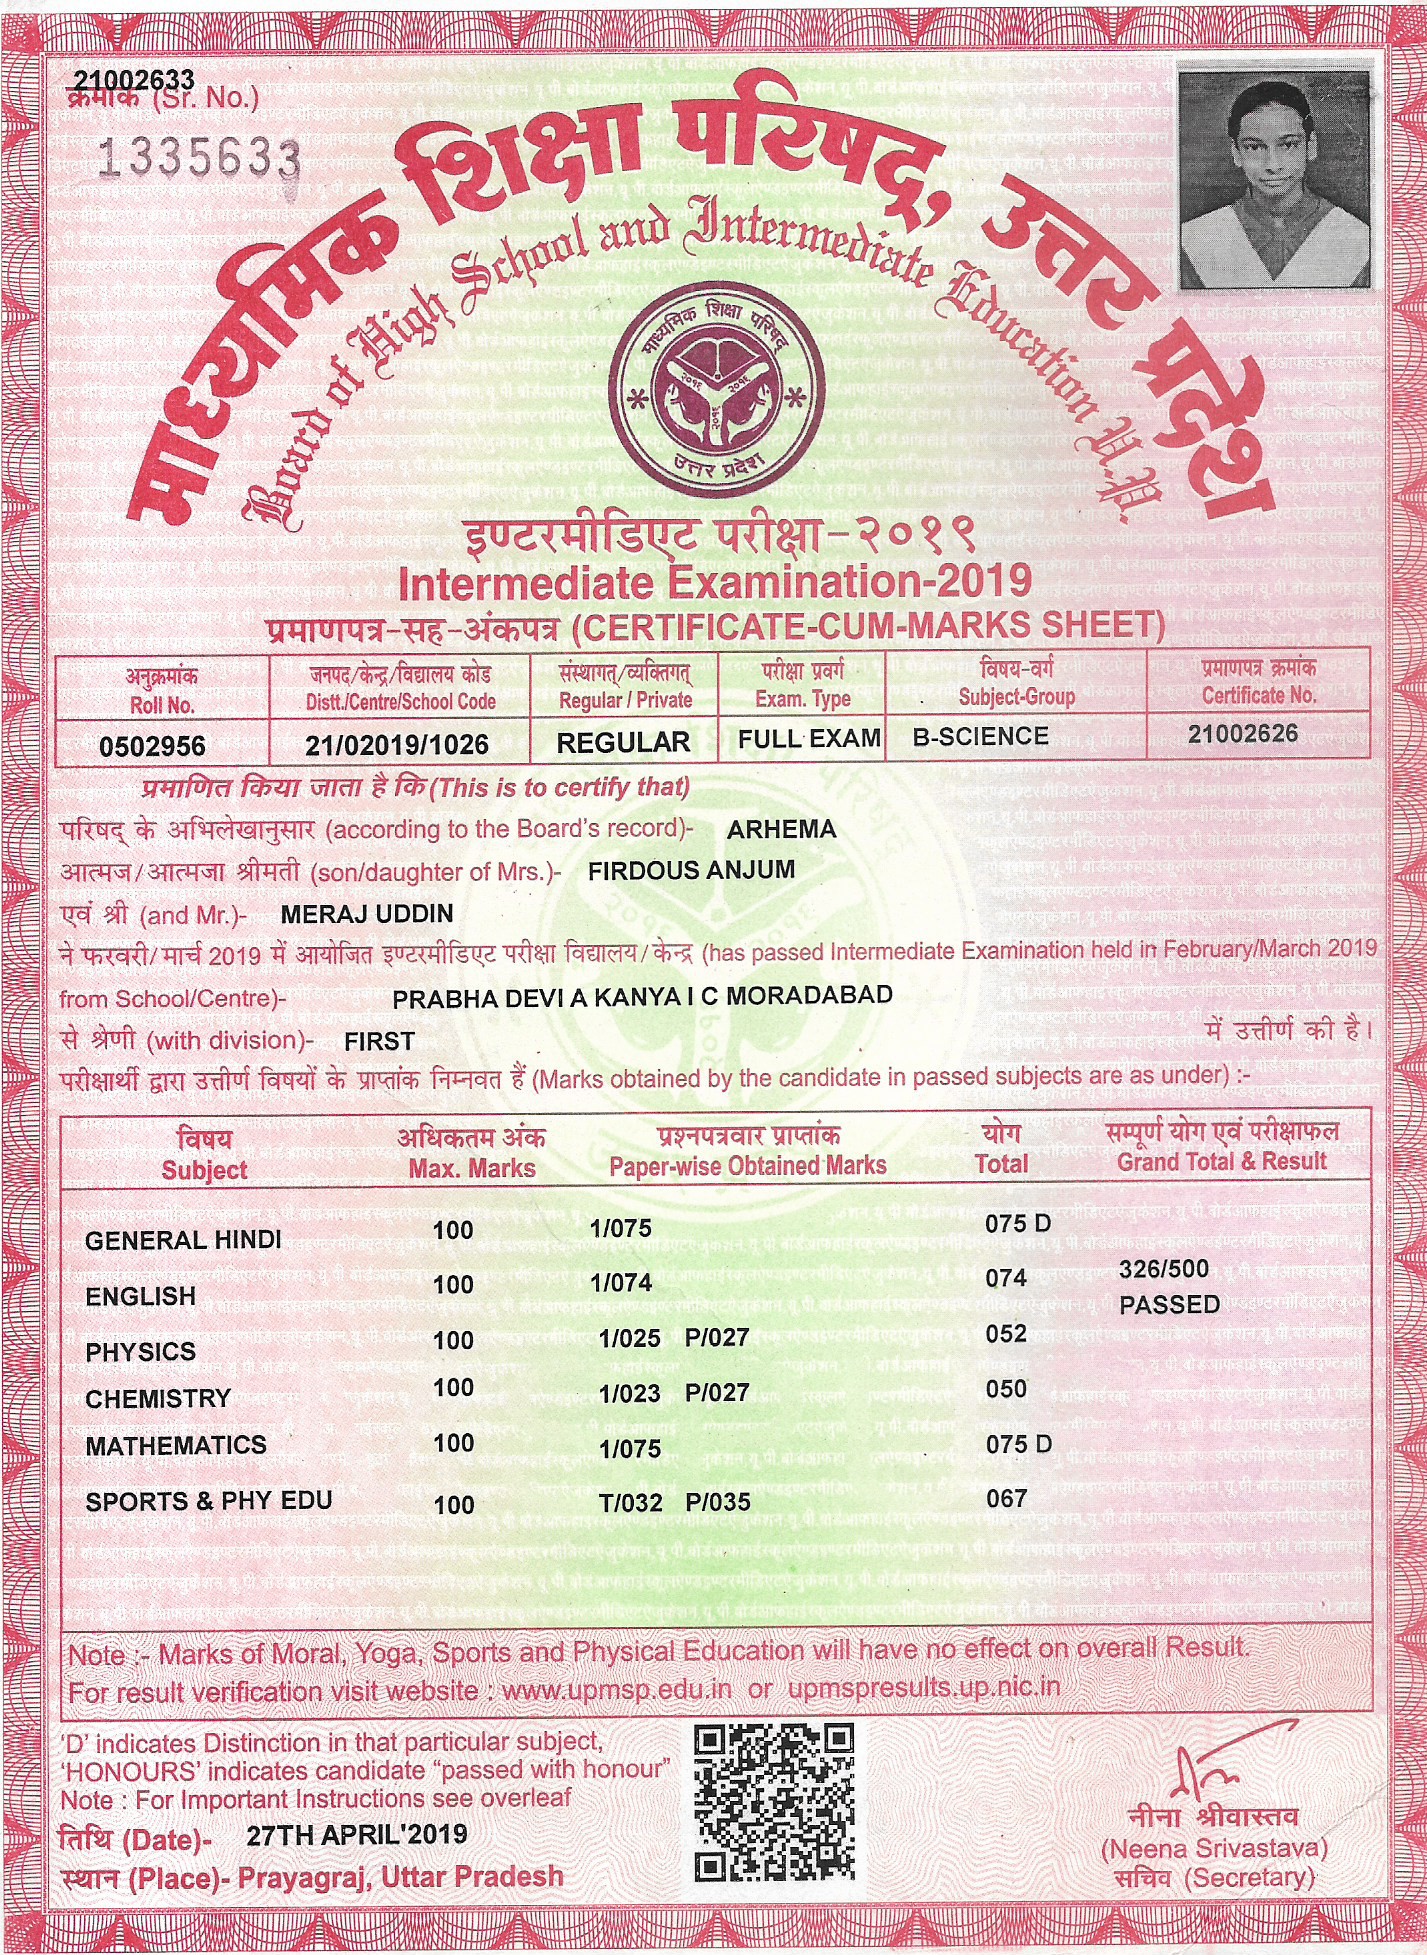 21002633
क्रमांक (Sr. No.)
1335633
माध्यमिक शिक्षा परिषद्, उत्तर प्रदेश
Board of High School and Intermediate Education U.P.
माध्यमिक शिक्षा परिषद्
२०१६ २०१६
२०१६
उत्तर प्रदेश
इण्टरमीडिएट परीक्षा-२०१९
Intermediate Examination-2019
प्रमाणपत्र-सह-अंकपत्र (CERTIFICATE-CUM-MARKS SHEET)
अनुक्रमांक जनपद/केन्द्र/विद्यालय कोड संस्थागत्/व्यक्तिगत् परीक्षा प्रवर्ग विषय-वर्ग प्रमाणपत्र क्रमांक
Roll No. Distt./Centre/School Code Regular / Private Exam. Type Subject-Group Certificate No.
0502956 21/02019/1026 REGULAR FULL EXAM B-SCIENCE 21002626
प्रमाणित किया जाता है कि (This is to certify that)
परिषद् के अभिलेखानुसार (according to the Board's record)- ARHEMA
आत्मज/आत्मजा श्रीमती (son/daughter of Mrs.)- FIRDOUS ANJUM
एवं श्री (and Mr.)- MERAJ UDDIN
ने फरवरी/मार्च 2019 में आयोजित इण्टरमीडिएट परीक्षा विद्यालय/केन्द्र (has passed Intermediate Examination held in February/March 2019
from School/Centre)- PRABHA DEVI A KANYA I C MORADABAD
से श्रेणी (with division)- FIRST में उत्तीर्ण की है।
परीक्षार्थी द्वारा उत्तीर्ण विषयों के प्राप्तांक निम्नवत हैं (Marks obtained by the candidate in passed subjects are as under) :-
विषय अधिकतम अंक प्रश्नपत्रवार प्राप्तांक योग सम्पूर्ण योग एवं परीक्षाफल
Subject Max. Marks Paper-wise Obtained Marks Total Grand Total & Result
GENERAL HINDI 100 1/075 075 D
ENGLISH 100 1/074 074 326/500
PASSED
PHYSICS 100 1/025 P/027 052
CHEMISTRY 100 1/023 P/027 050
MATHEMATICS 100 1/075 075 D
SPORTS & PHY EDU 100 T/032 P/035 067
Note :- Marks of Moral, Yoga, Sports and Physical Education will have no effect on overall Result.
For result verification visit website : www.upmsp.edu.in or upmspresults.up.nic.in
'D' indicates Distinction in that particular subject,
'HONOURS' indicates candidate "passed with honour"
Note : For Important Instructions see overleaf
तिथि (Date)- 27TH APRIL'2019
स्थान (Place)- Prayagraj, Uttar Pradesh
नीना श्रीवास्तव
(Neena Srivastava)
सचिव (Secretary)